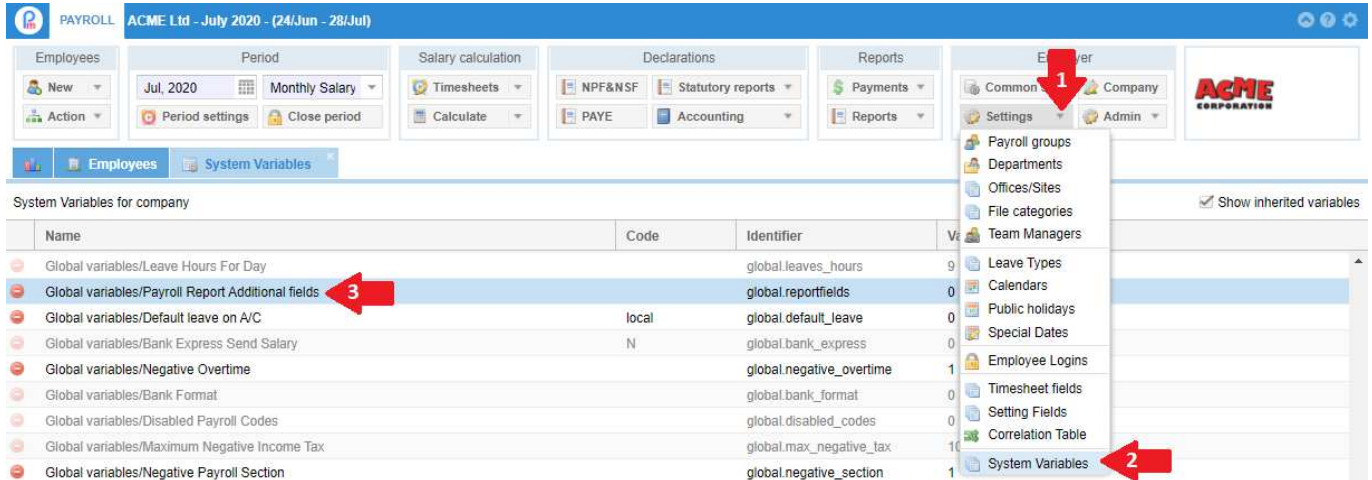 PAYROLL ACME Ltd - July 2020 - (24/Jun - 28/Jul)
Employees Period Salary calculation Declarations Reports
New Jul, 2020 Monthly Salary Timesheets NPF&NSF Statutory reports Payments Common 1 Company
Action Period settings Close period Calculate PAYE Accounting Reports Settings Admin
ACME
CORPORATION
Employees System Variables
Payroll groups
Departments
Offices/Sites
File categories
Team Managers
Leave Types
Calendars
Public holidays
Special Dates
Employee Logins
Timesheet fields
Setting Fields
Correlation Table
System Variables 2
System Variables for company Show inherited variables
Name Code Identifier
Global variables/Leave Hours For Day global.leaves_hours 9
Global variables/Payroll Report Additional fields 3 global.reportfields 0
Global variables/Default leave on A/C local global.default_leave 0
Global variables/Bank Express Send Salary N global.bank_express 0
Global variables/Negative Overtime global.negative_overtime 1
Global variables/Bank Format global.bank_format 0
Global variables/Disabled Payroll Codes global.disabled_codes 0
Global variables/Maximum Negative Income Tax global.max_negative_tax 10
Global variables/Negative Payroll Section global.negative_section 1